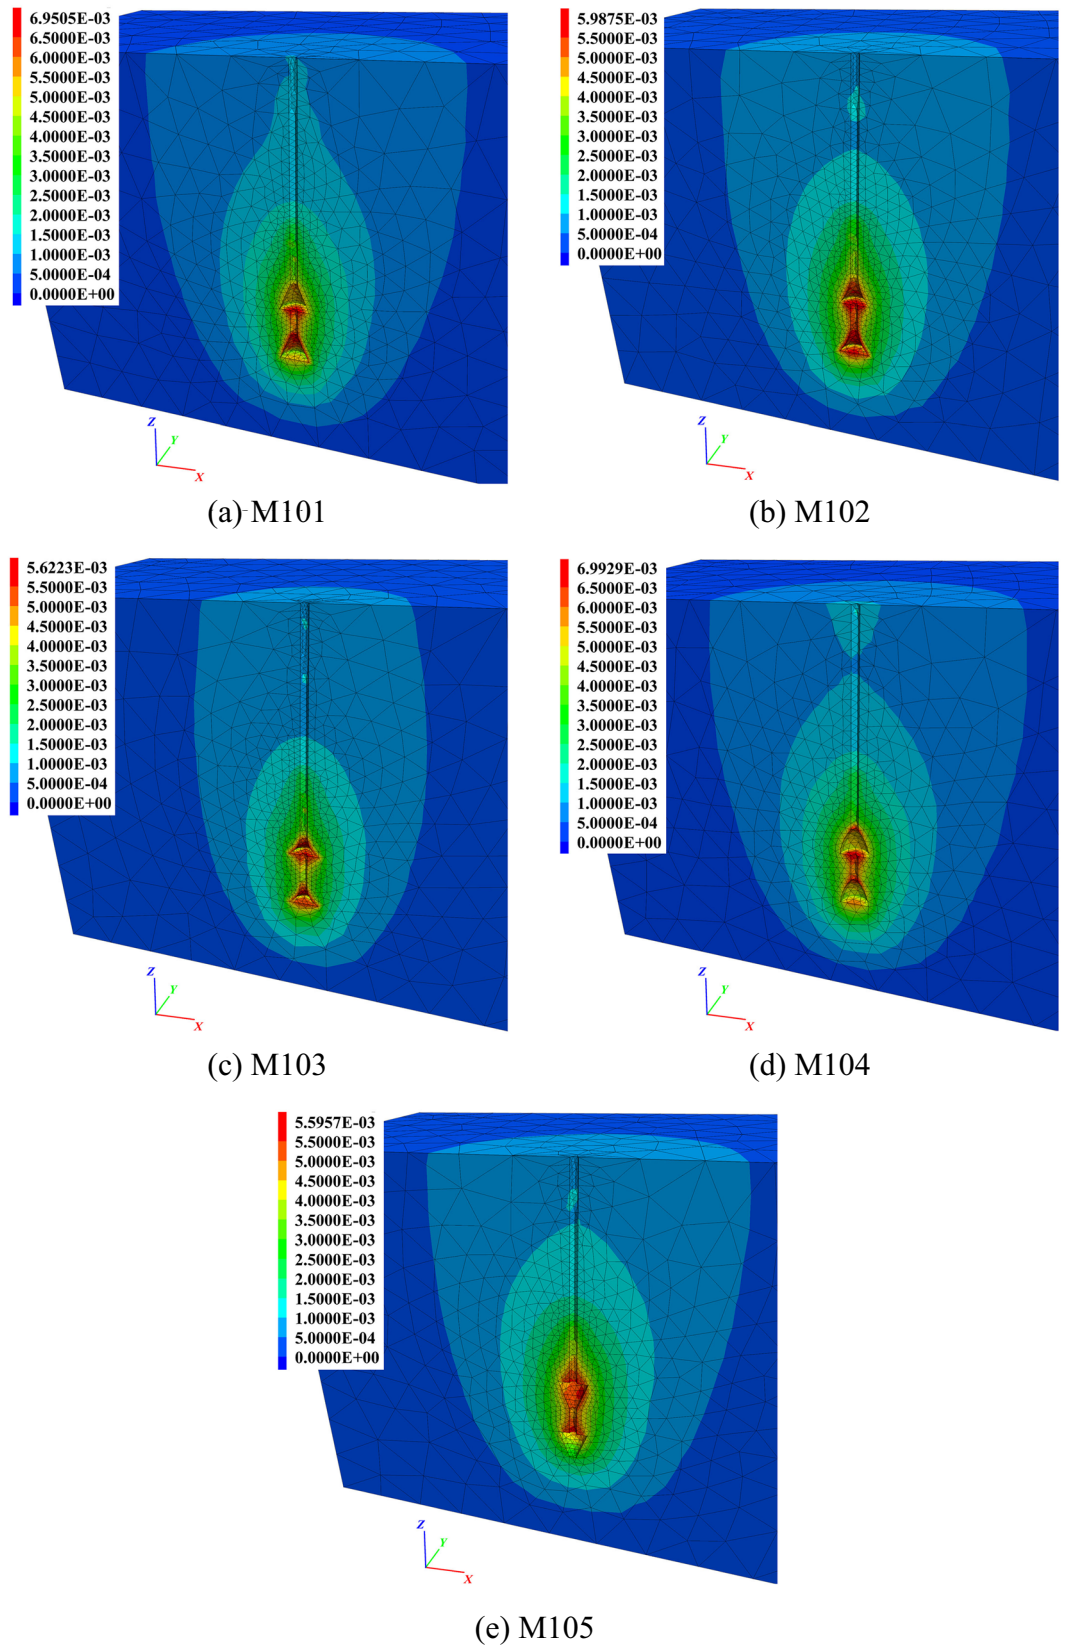 6.9505E-03
6.5000E-03
6.0000E-03
5.5000E-03
5.0000E-03
4.5000E-03
4.0000E-03
3.5000E-03
3.0000E-03
2.5000E-03
2.0000E-03
1.5000E-03
1.0000E-03
5.0000E-04
0.0000E+00
Z
Y
X
(a) M101
5.9875E-03
5.5000E-03
5.0000E-03
4.5000E-03
4.0000E-03
3.5000E-03
3.0000E-03
2.5000E-03
2.0000E-03
1.5000E-03
1.0000E-03
5.0000E-04
0.0000E+00
Z
Y
X
(b) M102
5.6223E-03
5.5000E-03
5.0000E-03
4.5000E-03
4.0000E-03
3.5000E-03
3.0000E-03
2.5000E-03
2.0000E-03
1.5000E-03
1.0000E-03
5.0000E-04
0.0000E+00
Z
Y
X
(c) M103
6.9929E-03
6.5000E-03
6.0000E-03
5.5000E-03
5.0000E-03
4.5000E-03
4.0000E-03
3.5000E-03
3.0000E-03
2.5000E-03
2.0000E-03
1.5000E-03
1.0000E-03
5.0000E-04
0.0000E+00
Z
Y
X
(d) M104
5.5957E-03
5.5000E-03
5.0000E-03
4.5000E-03
4.0000E-03
3.5000E-03
3.0000E-03
2.5000E-03
2.0000E-03
1.5000E-03
1.0000E-03
5.0000E-04
0.0000E+00
Z
Y
X
(e) M105